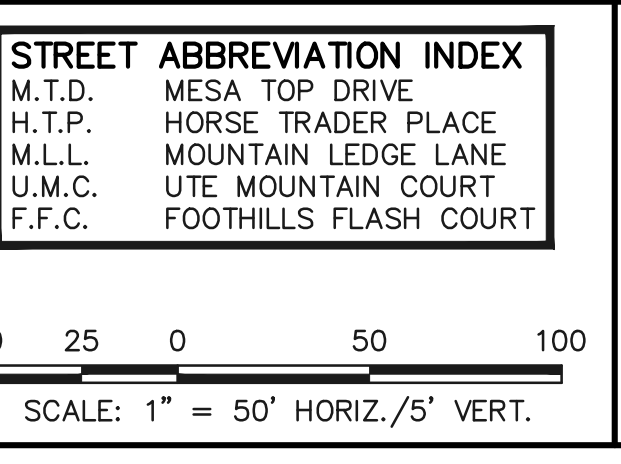 STREET ABBREVIATION INDEX
M.T.D. MESA TOP DRIVE
H.T.P. HORSE TRADER PLACE
M.L.L. MOUNTAIN LEDGE LANE
U.M.C. UTE MOUNTAIN COURT
F.F.C. FOOTHILLS FLASH COURT
25 0 50 100
SCALE: 1" = 50' HORIZ./5' VERT.